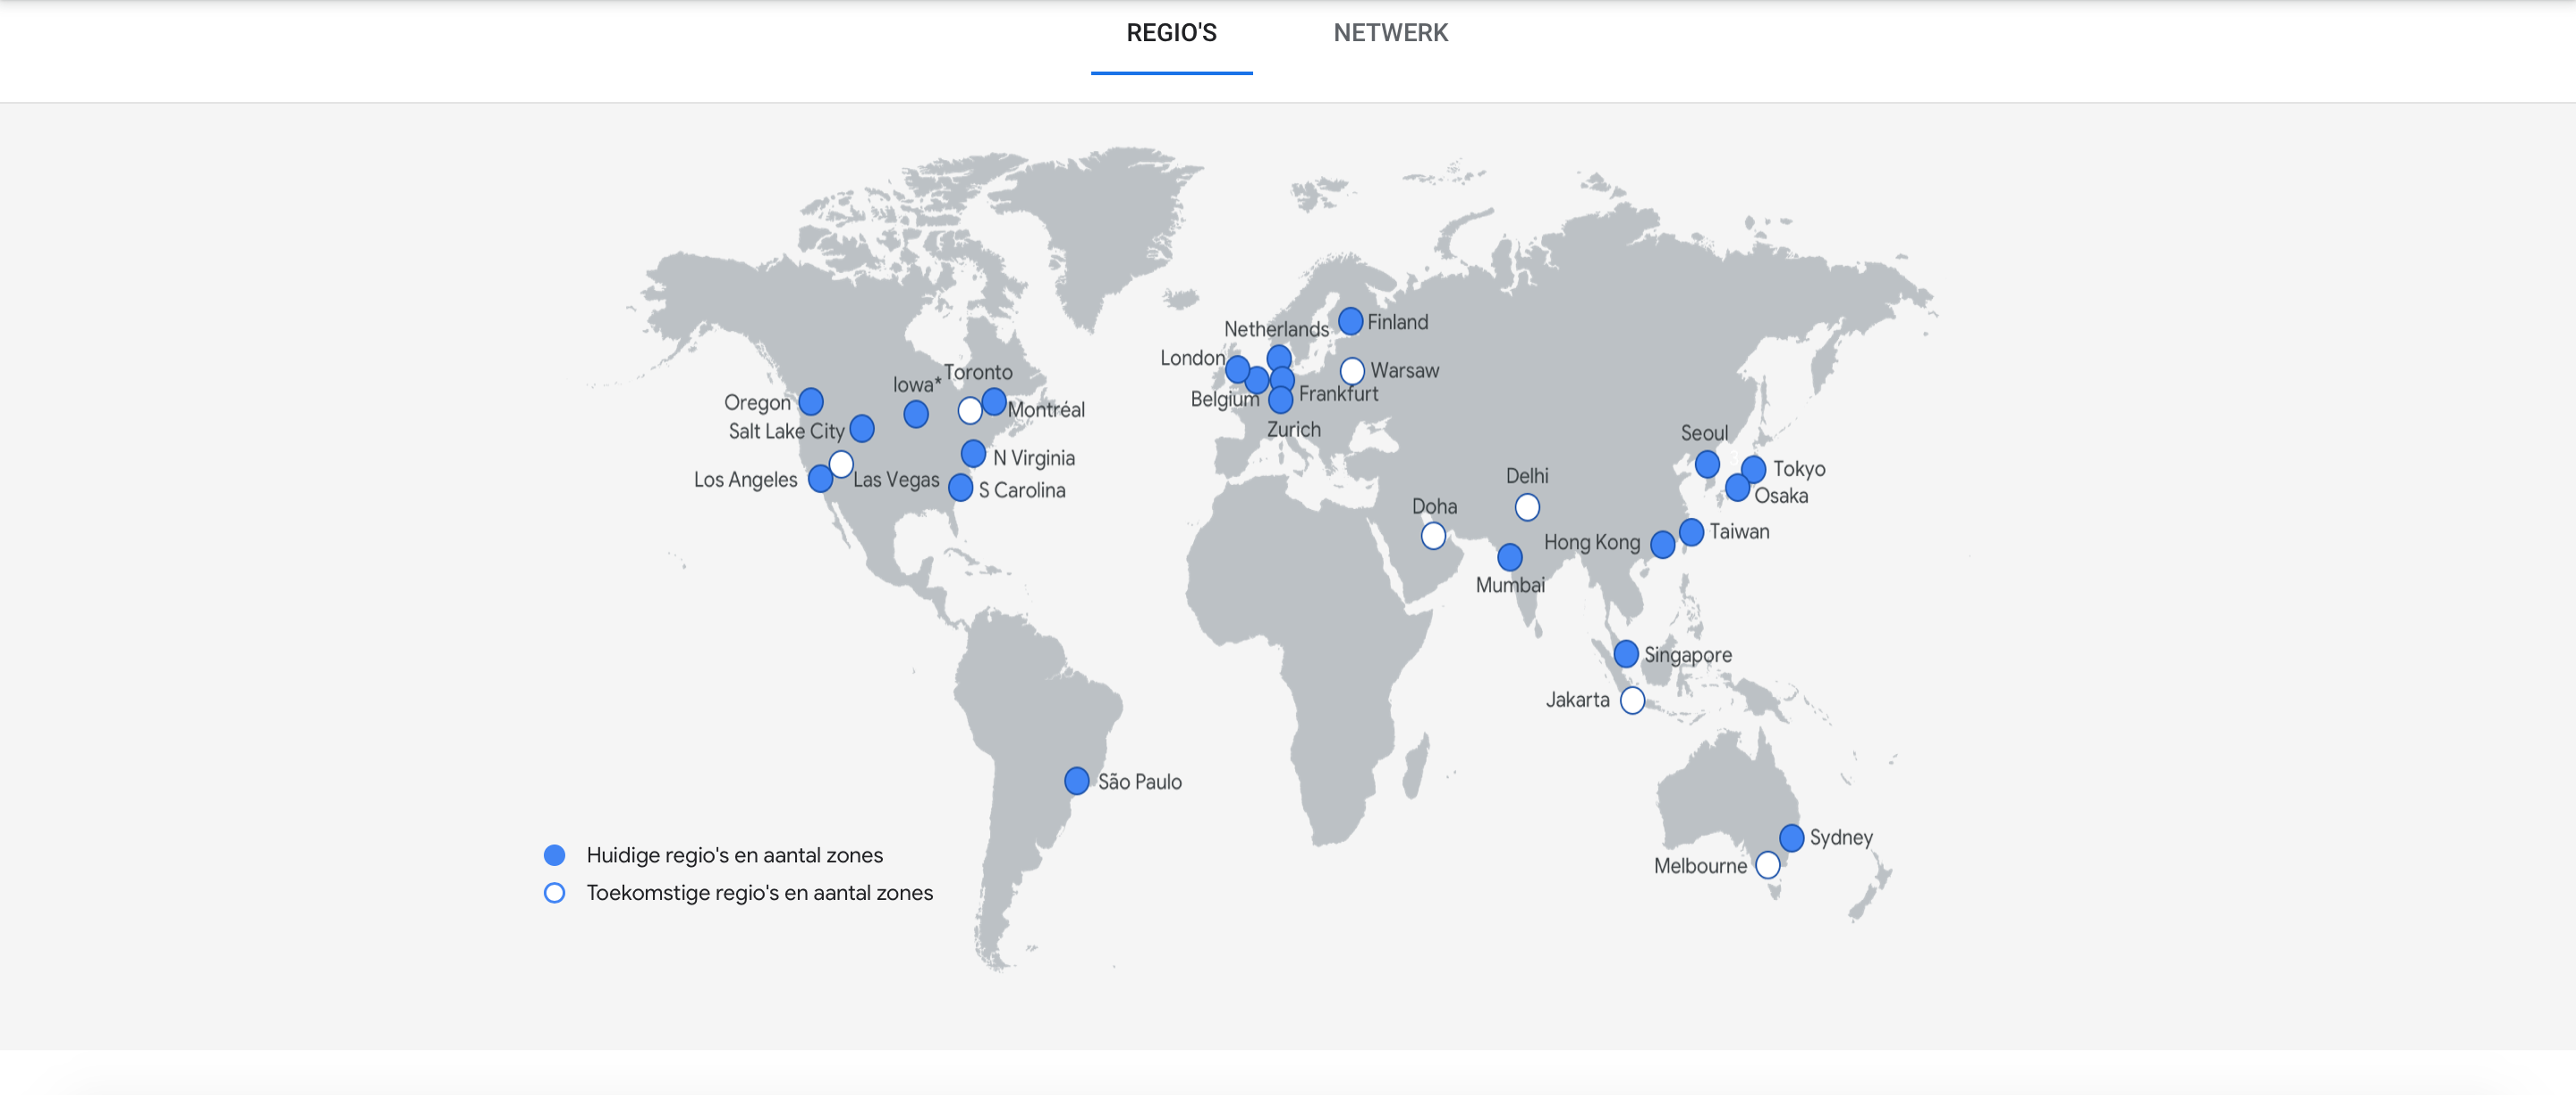 REGIO'S
NETWERK
Netherlands
Finland
London
Warsaw
Toronto
Iowa*
Belgium
Frankfurt
Oregon
Montréal
Salt Lake City
Zurich
Seoul
N Virginia
Los Angeles
Las Vegas
S Carolina
Tokyo
Delhi
Osaka
Doha
Taiwan
Hong Kong
Mumbai
Singapore
Jakarta
São Paulo
Sydney
Melbourne
Huidige regio's en aantal zones
Toekomstige regio's en aantal zones